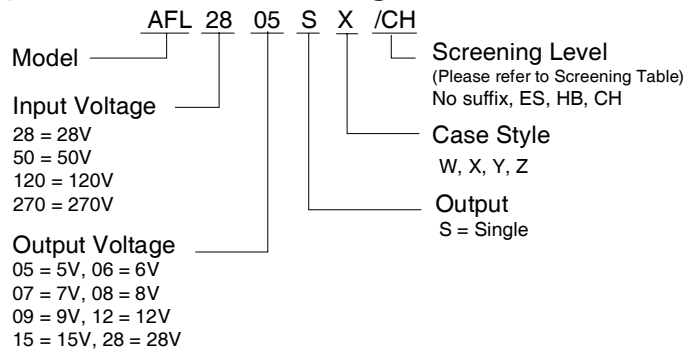 AFL 28 05 S X /CH
Model
Input Voltage
28 = 28V
50 = 50V
120 = 120V
270 = 270V
Output Voltage
05 = 5V, 06 = 6V
07 = 7V, 08 = 8V
09 = 9V, 12 = 12V
15 = 15V, 28 = 28V
Screening Level
(Please refer to Screening Table)
No suffix, ES, HB, CH
Case Style
W, X, Y, Z
Output
S = Single